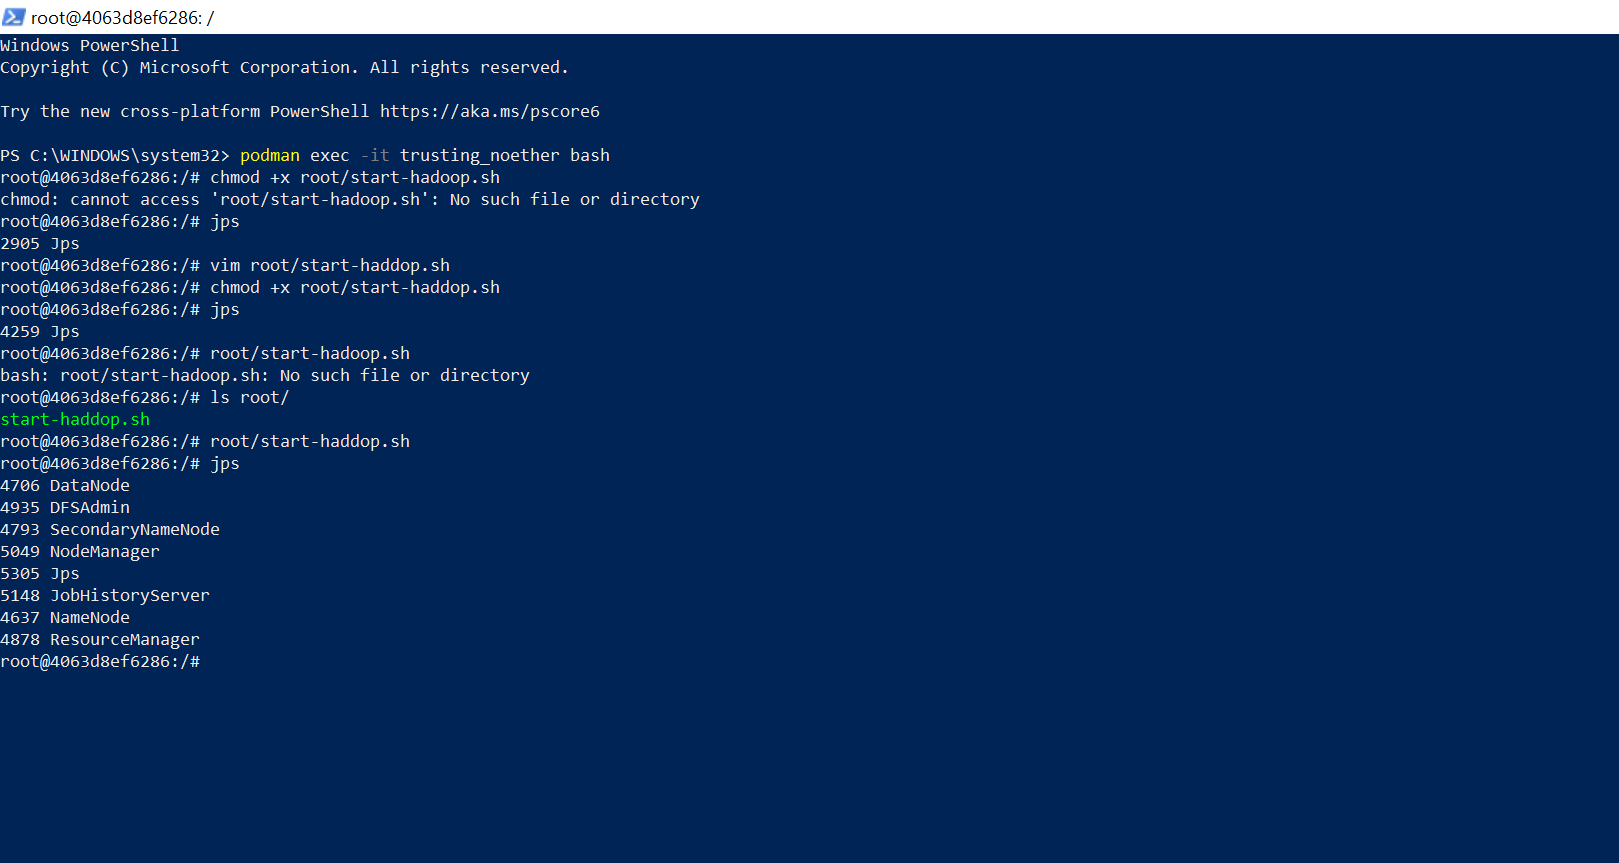 root@4063d8ef6286: /
Windows PowerShell
Copyright (C) Microsoft Corporation. All rights reserved.
Try the new cross-platform PowerShell https://aka.ms/pscore6
PS C:\WINDOWS\system32> podman exec -it trusting_noether bash
root@4063d8ef6286:/# chmod +x root/start-hadoop.sh
chmod: cannot access 'root/start-hadoop.sh': No such file or directory
root@4063d8ef6286:/# jps
2905 Jps
root@4063d8ef6286:/# vim root/start-haddop.sh
root@4063d8ef6286:/# chmod +x root/start-haddop.sh
root@4063d8ef6286:/# jps
4259 Jps
root@4063d8ef6286:/# root/start-hadoop.sh
bash: root/start-hadoop.sh: No such file or directory
root@4063d8ef6286:/# ls root/
start-haddop.sh
root@4063d8ef6286:/# root/start-haddop.sh
root@4063d8ef6286:/# jps
4706 DataNode
4935 DFSAdmin
4793 SecondaryNameNode
5049 NodeManager
5305 Jps
5148 JobHistoryServer
4637 NameNode
4878 ResourceManager
root@4063d8ef6286:/#